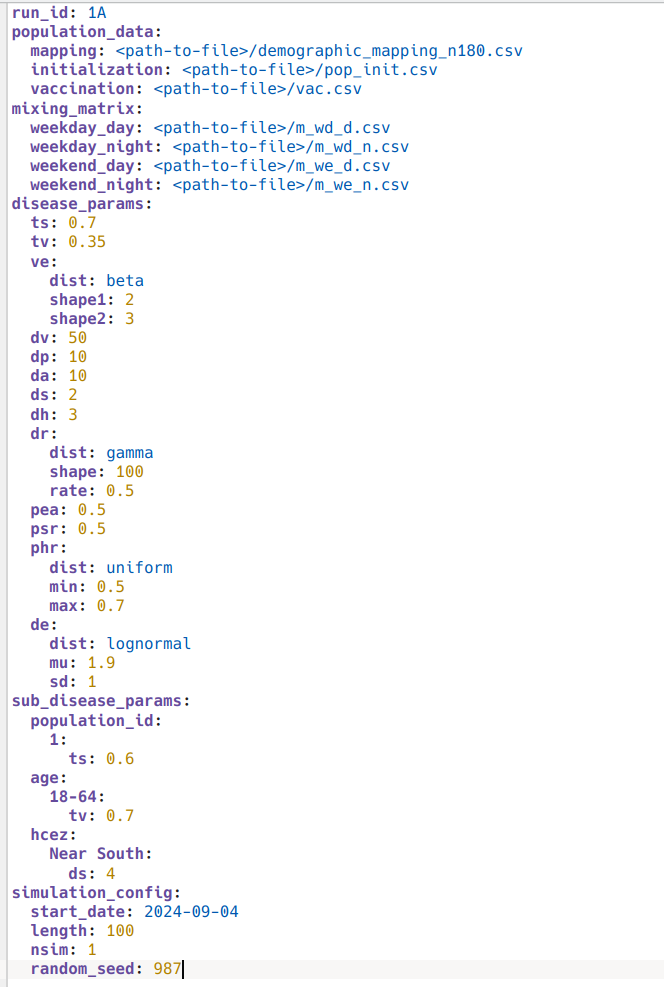 run_id: 1A
population_data:
  mapping: <path-to-file>/demographic_mapping_n180.csv
  initialization: <path-to-file>/pop_init.csv
  vaccination: <path-to-file>/vac.csv
mixing_matrix:
  weekday_day: <path-to-file>/m_wd_d.csv
  weekday_night: <path-to-file>/m_wd_n.csv
  weekend_day: <path-to-file>/m_we_d.csv
  weekend_night: <path-to-file>/m_we_n.csv
disease_params:
  ts: 0.7
  tv: 0.35
  ve:
    dist: beta
    shape1: 2
    shape2: 3
  dv: 50
  dp: 10
  da: 10
  ds: 2
  dh: 3
  dr:
    dist: gamma
    shape: 100
    rate: 0.5
  pea: 0.5
  psr: 0.5
  phr:
    dist: uniform
    min: 0.5
    max: 0.7
  de:
    dist: lognormal
    mu: 1.9
    sd: 1
sub_disease_params:
  population_id:
    1:
      ts: 0.6
  age:
    18-64:
      tv: 0.7
  hcez:
    Near South:
      ds: 4
simulation_config:
  start_date: 2024-09-04
  length: 100
  nsim: 1
  random_seed: 987